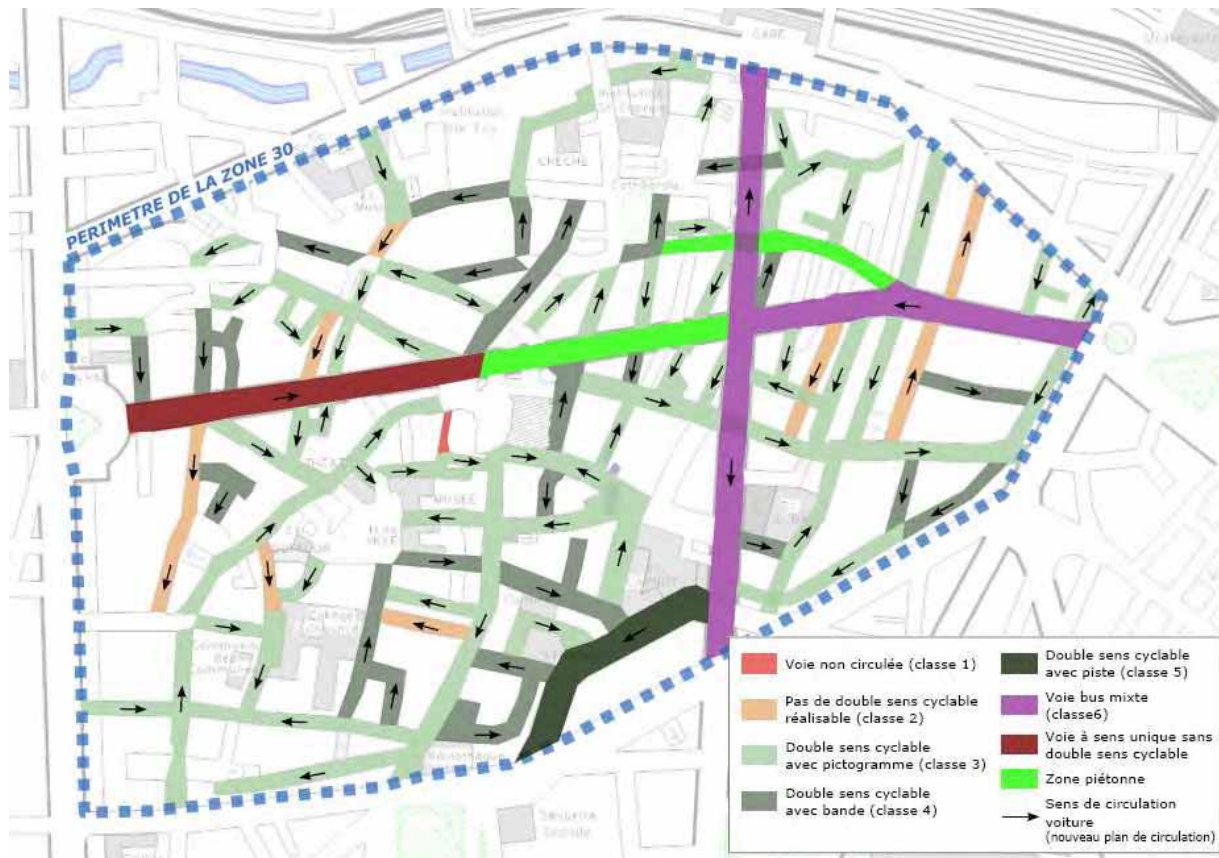 GARE
PERIMETRE DE LA ZONE 30
CRECHE
MUSEE
Voie non circulée (classe 1)
Pas de double sens cyclable
réalisable (classe 2)
Double sens cyclable
avec pictogramme (classe 3)
Double sens cyclable
avec bande (classe 4)
Double sens cyclable
avec piste (classe 5)
Voie bus mixte
(classe6)
Voie à sens unique sans
double sens cyclable
Zone piétonne
Sens de circulation
voiture
(nouveau plan de circulation)